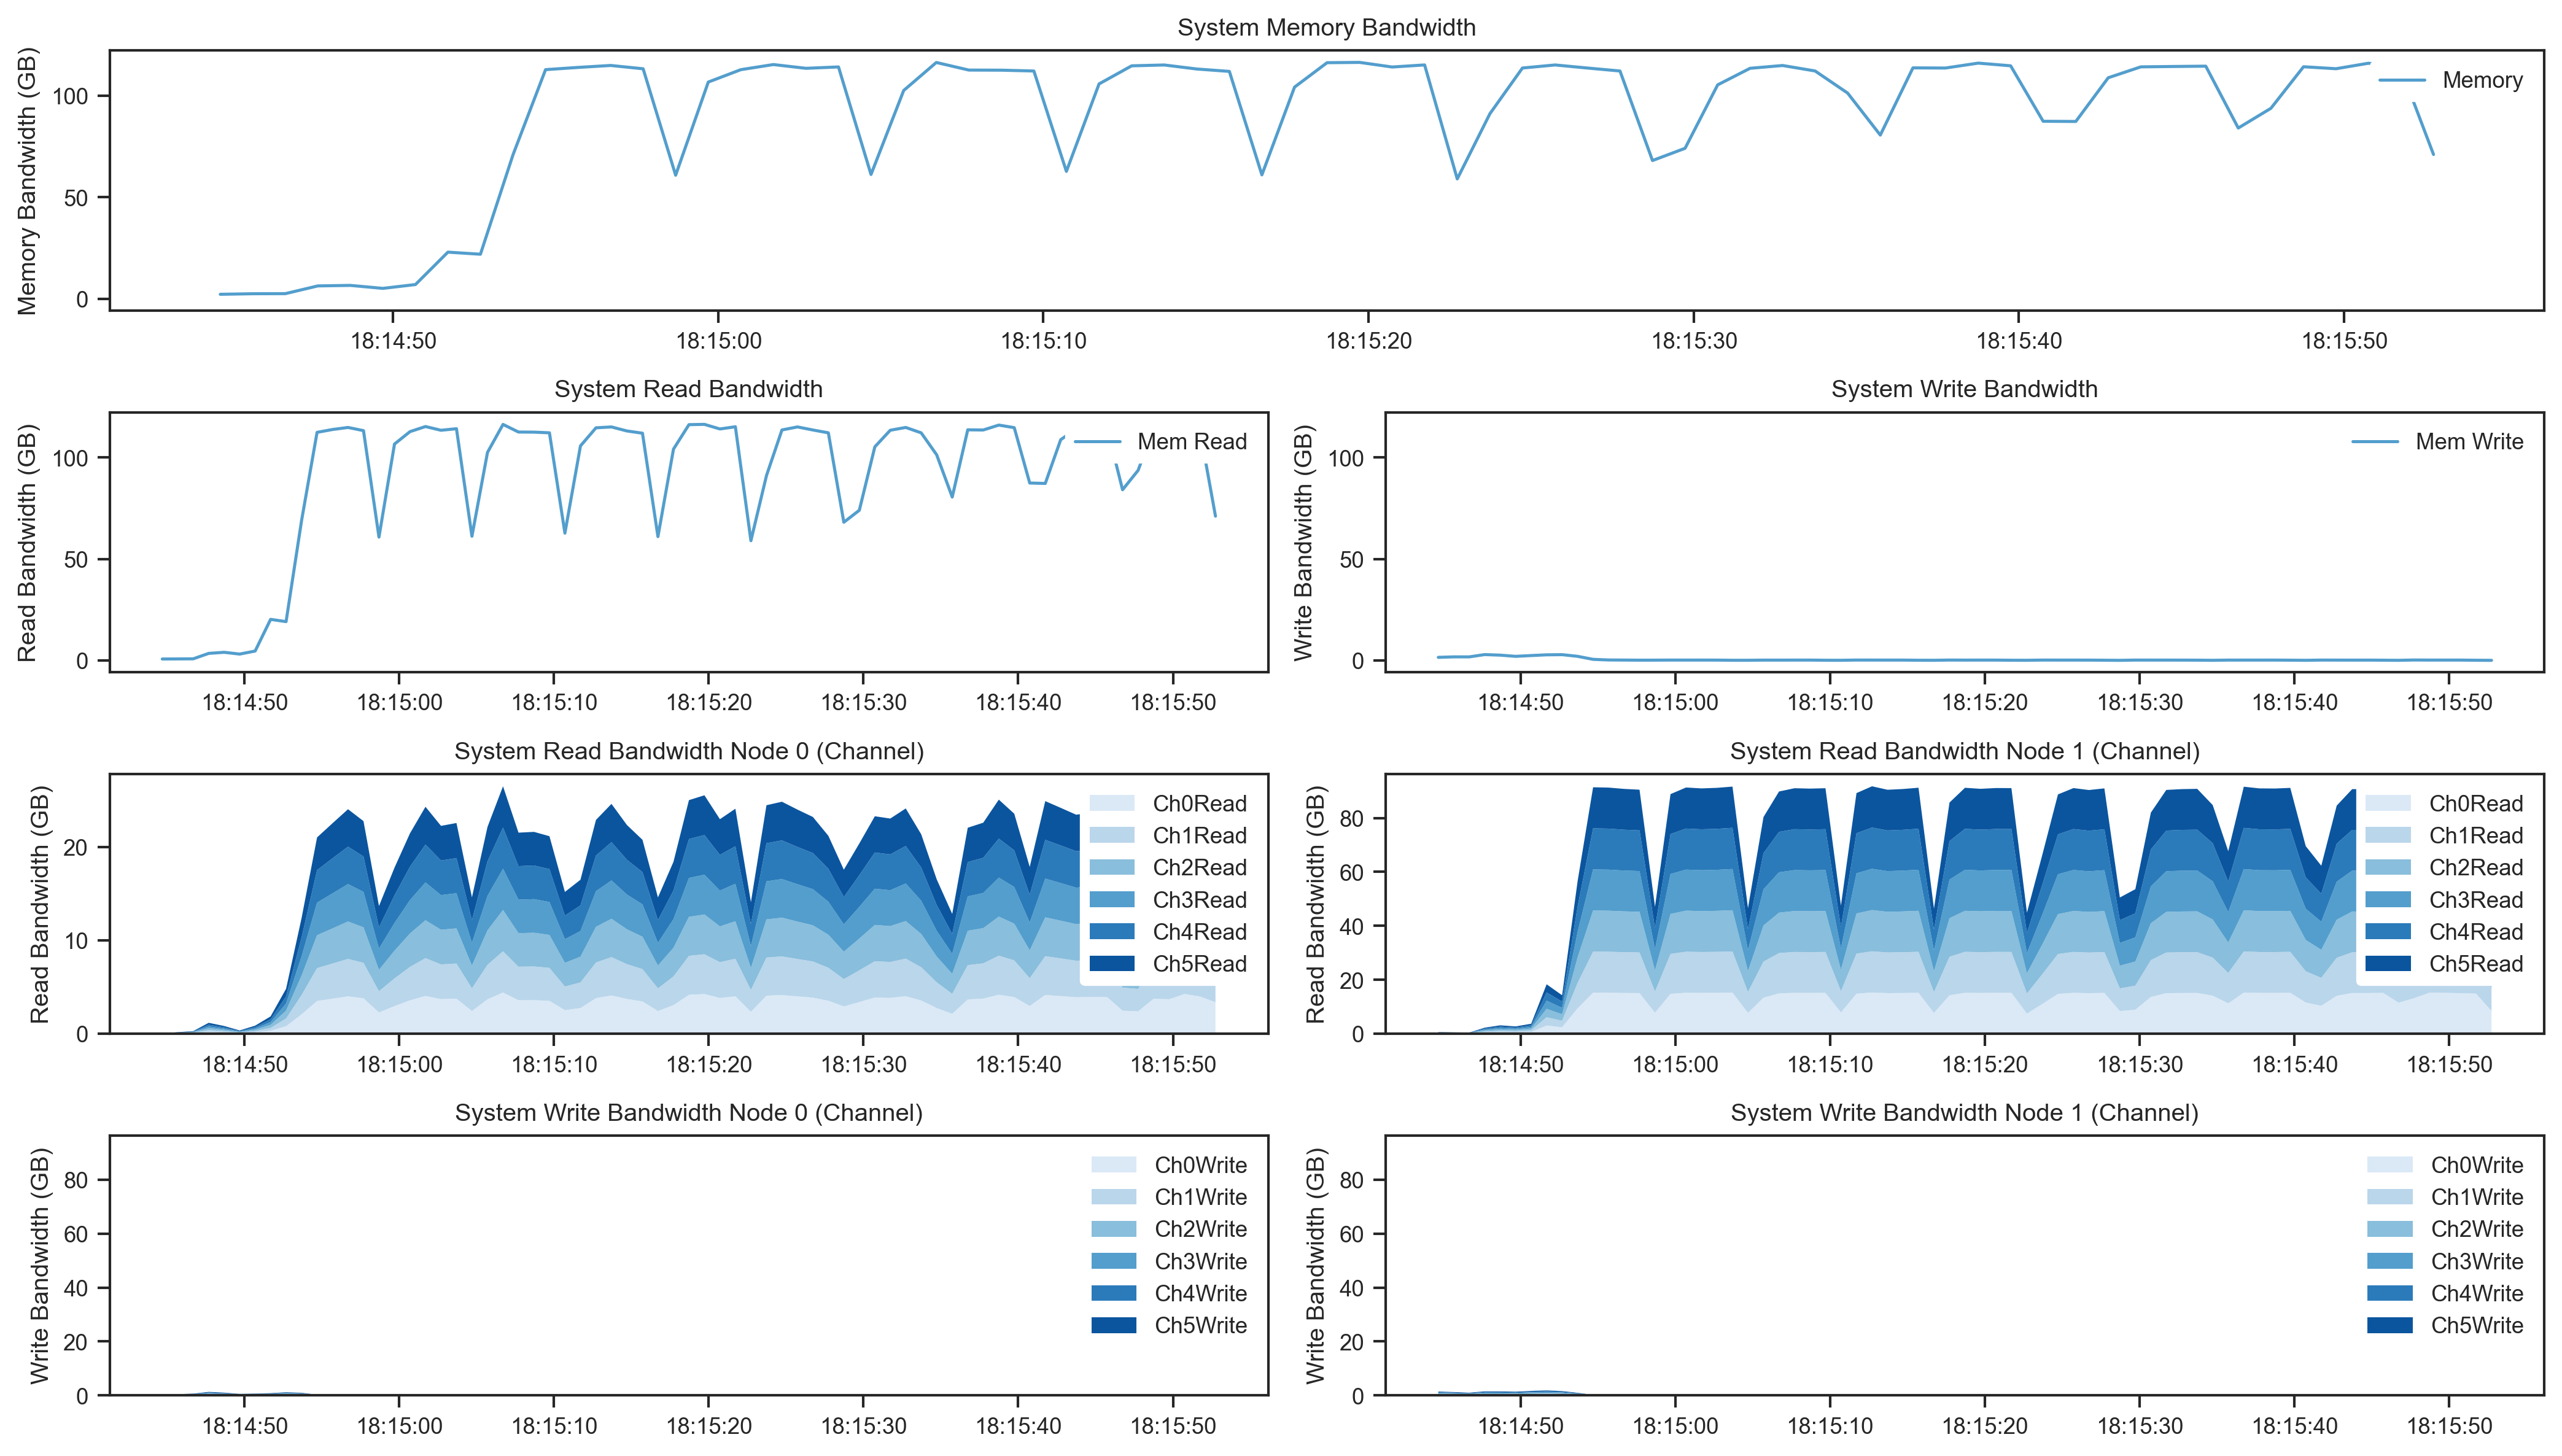 System Memory Bandwidth
Memory Bandwidth (GB)
100
50
0
Memory
18:14:50 18:15:00 18:15:10 18:15:20 18:15:30 18:15:40 18:15:50
System Read Bandwidth
Read Bandwidth (GB)
100
50
0
Mem Read
18:14:50 18:15:00 18:15:10 18:15:20 18:15:30 18:15:40 18:15:50
System Write Bandwidth
Write Bandwidth (GB)
100
50
0
Mem Write
18:14:50 18:15:00 18:15:10 18:15:20 18:15:30 18:15:40 18:15:50
System Read Bandwidth Node 0 (Channel)
Read Bandwidth (GB)
20
10
0
Ch0Read
Ch1Read
Ch2Read
Ch3Read
Ch4Read
Ch5Read
18:14:50 18:15:00 18:15:10 18:15:20 18:15:30 18:15:40 18:15:50
System Read Bandwidth Node 1 (Channel)
Read Bandwidth (GB)
80
60
40
20
0
Ch0Read
Ch1Read
Ch2Read
Ch3Read
Ch4Read
Ch5Read
18:14:50 18:15:00 18:15:10 18:15:20 18:15:30 18:15:40 18:15:50
System Write Bandwidth Node 0 (Channel)
Write Bandwidth (GB)
80
60
40
20
0
Ch0Write
Ch1Write
Ch2Write
Ch3Write
Ch4Write
Ch5Write
18:14:50 18:15:00 18:15:10 18:15:20 18:15:30 18:15:40 18:15:50
System Write Bandwidth Node 1 (Channel)
Write Bandwidth (GB)
80
60
40
20
0
Ch0Write
Ch1Write
Ch2Write
Ch3Write
Ch4Write
Ch5Write
18:14:50 18:15:00 18:15:10 18:15:20 18:15:30 18:15:40 18:15:50